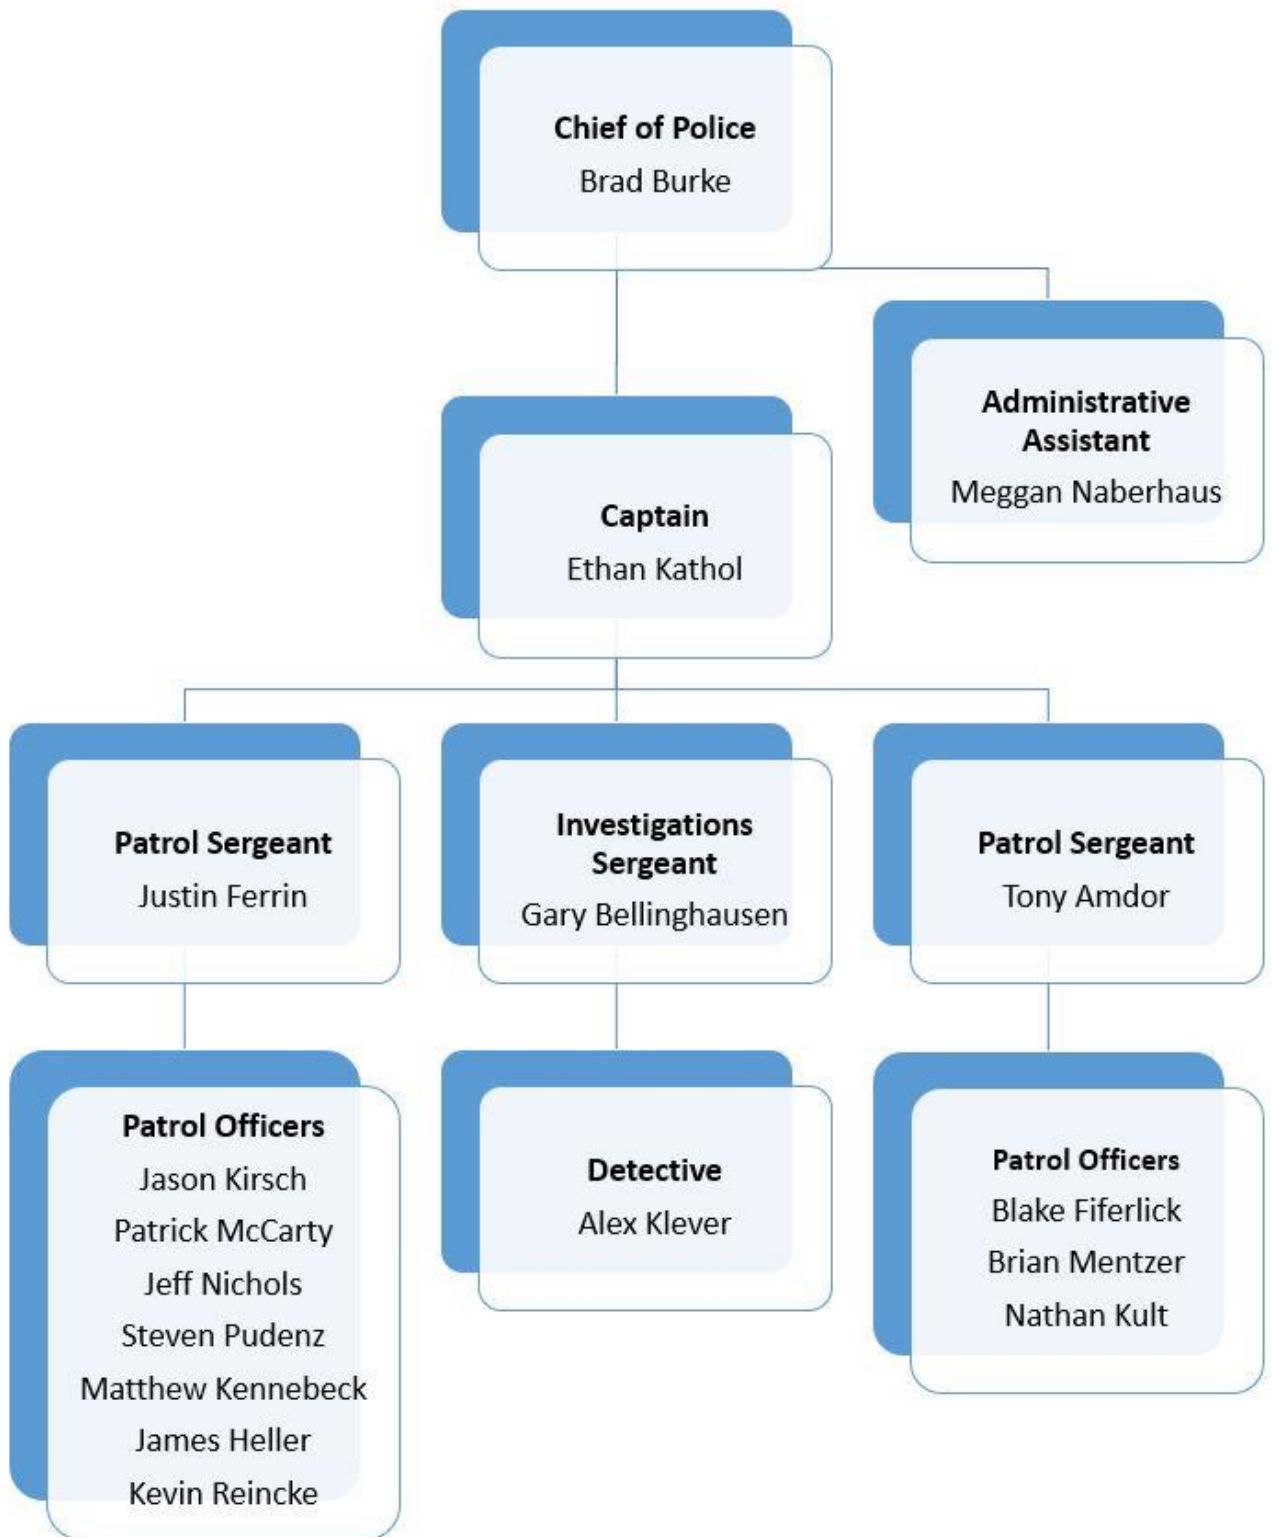 Chief of Police
Brad Burke
Administrative
Assistant
Meggan Naberhaus
Captain
Ethan Kathol
Patrol Sergeant
Justin Ferrin
Investigations
Sergeant
Gary Bellinghausen
Patrol Sergeant
Tony Amdor
Patrol Officers
Jason Kirsch
Patrick McCarty
Jeff Nichols
Steven Pudenz
Matthew Kennebeck
James Heller
Kevin Reincke
Detective
Alex Klever
Patrol Officers
Blake Fiferlick
Brian Mentzer
Nathan Kult